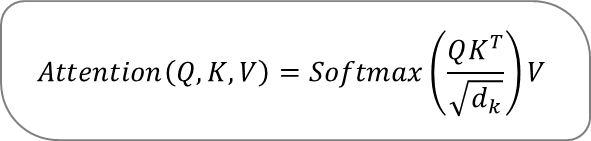 Attention(Q, K, V) = Softmax(QK^T / √d_k)V